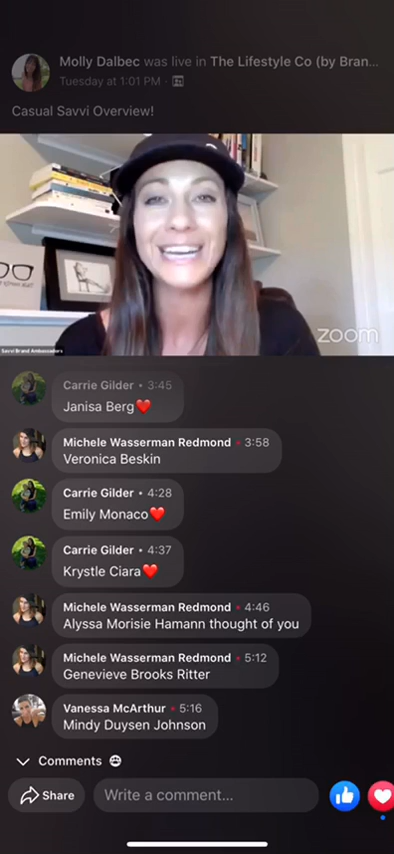 Molly Dalbec was live in The Lifestyle Co (by Bran...
Tuesday at 1:01 PM ·
Casual Savvi Overview!
zoom
Savvi Brand Ambassadors
Carrie Gilder • 3:45
Janisa Berg❤️
Michele Wasserman Redmond • 3:58
Veronica Beskin
Carrie Gilder • 4:28
Emily Monaco❤️
Carrie Gilder • 4:37
Krystle Ciara❤️
Michele Wasserman Redmond • 4:46
Alyssa Morisie Hamann thought of you
Michele Wasserman Redmond • 5:12
Genevieve Brooks Ritter
Vanessa McArthur • 5:16
Mindy Duysen Johnson
Comments
Share
Write a comment...